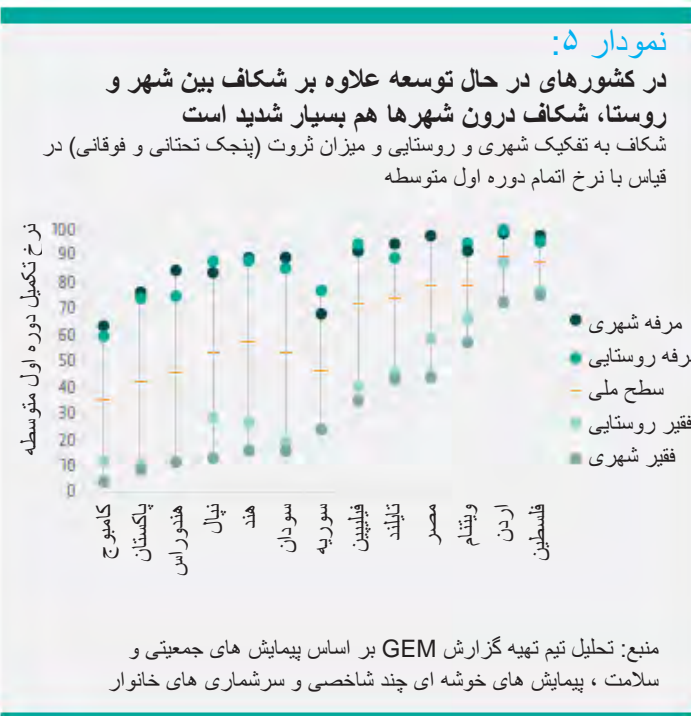 نمودار ۵:
در کشورهای در حال توسعه علاوه بر شکاف بین شهر و
روستا، شکاف درون شهرها هم بسیار شدید است
شکاف به تفکیک شهری و روستایی و میزان ثروت (پنجک تحتانی و فوقانی) در
قیاس با نرخ اتمام دوره اول متوسطه
نرخ تکمیل دوره اول متوسطه
100
90
80
70
60
50
40
30
20
10
0
مرفه شهری
رفه روستایی
سطح ملی
فقیر روستایی
فقیر شهری
کامبوج
پاکستان
هندوراس
نپال
هند
سودان
سوریه
فیلیپین
تایلند
مصر
ویتنام
اردن
فلسطین
منبع: تحلیل تیم تهیه گزارش GEM بر اساس پیمایش های جمعیتی و
سلامت ، پیمایش های خوشه ای چند شاخصی و سرشماری های خانوار